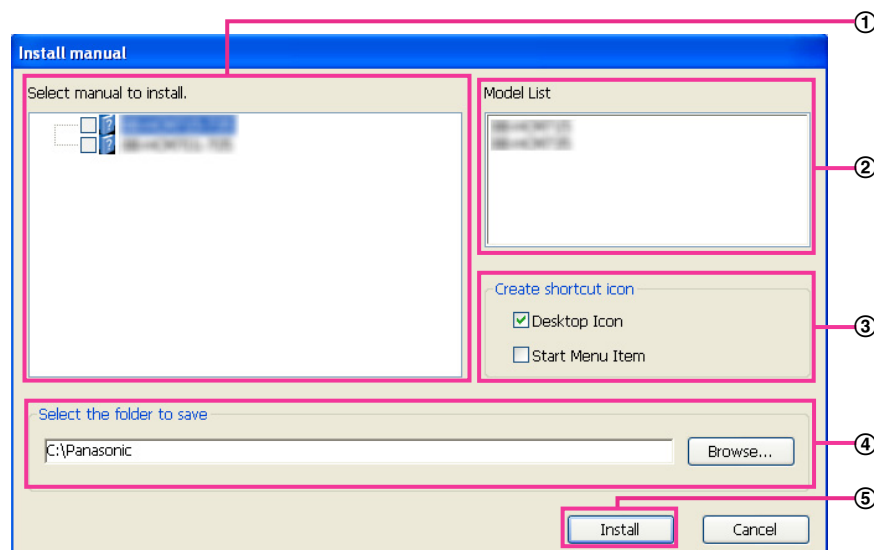 ①
Install manual
Select manual to install.
Model List
②
Create shortcut icon
Desktop Icon
③
Start Menu Item
Select the folder to save
C:\Panasonic
Browse...
④
⑤
Install
Cancel